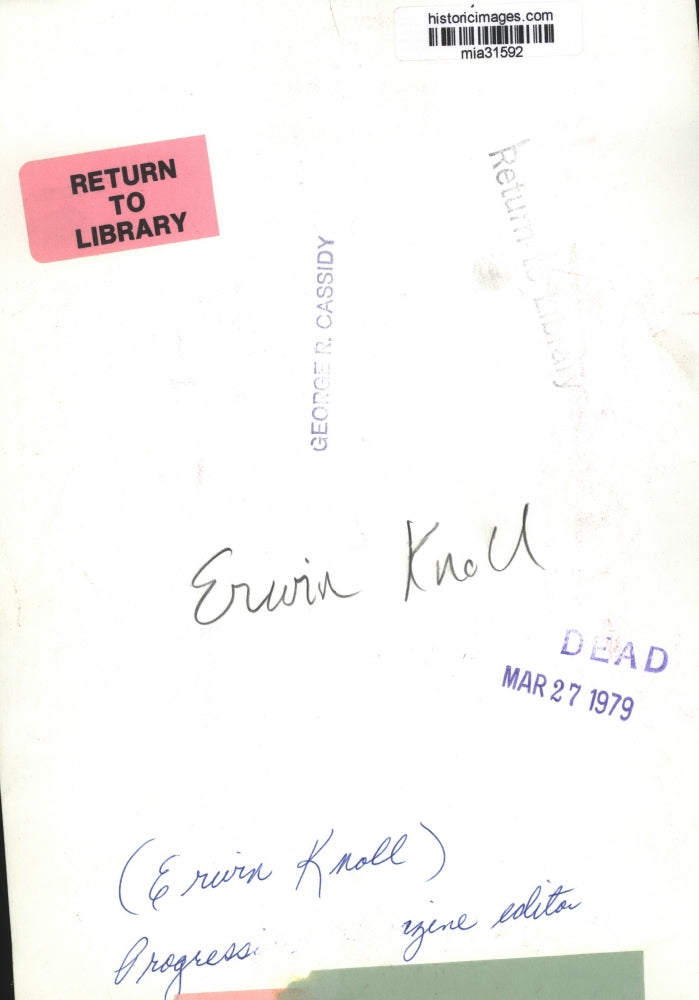 historicimages.com
mia31592
RETURN
TO
LIBRARY
Return to Library
GEORGE R. CASSIDY
Erwin Knoll
DEAD
MAR 27 1979
(Erwin Knoll)
Progressi zine editor